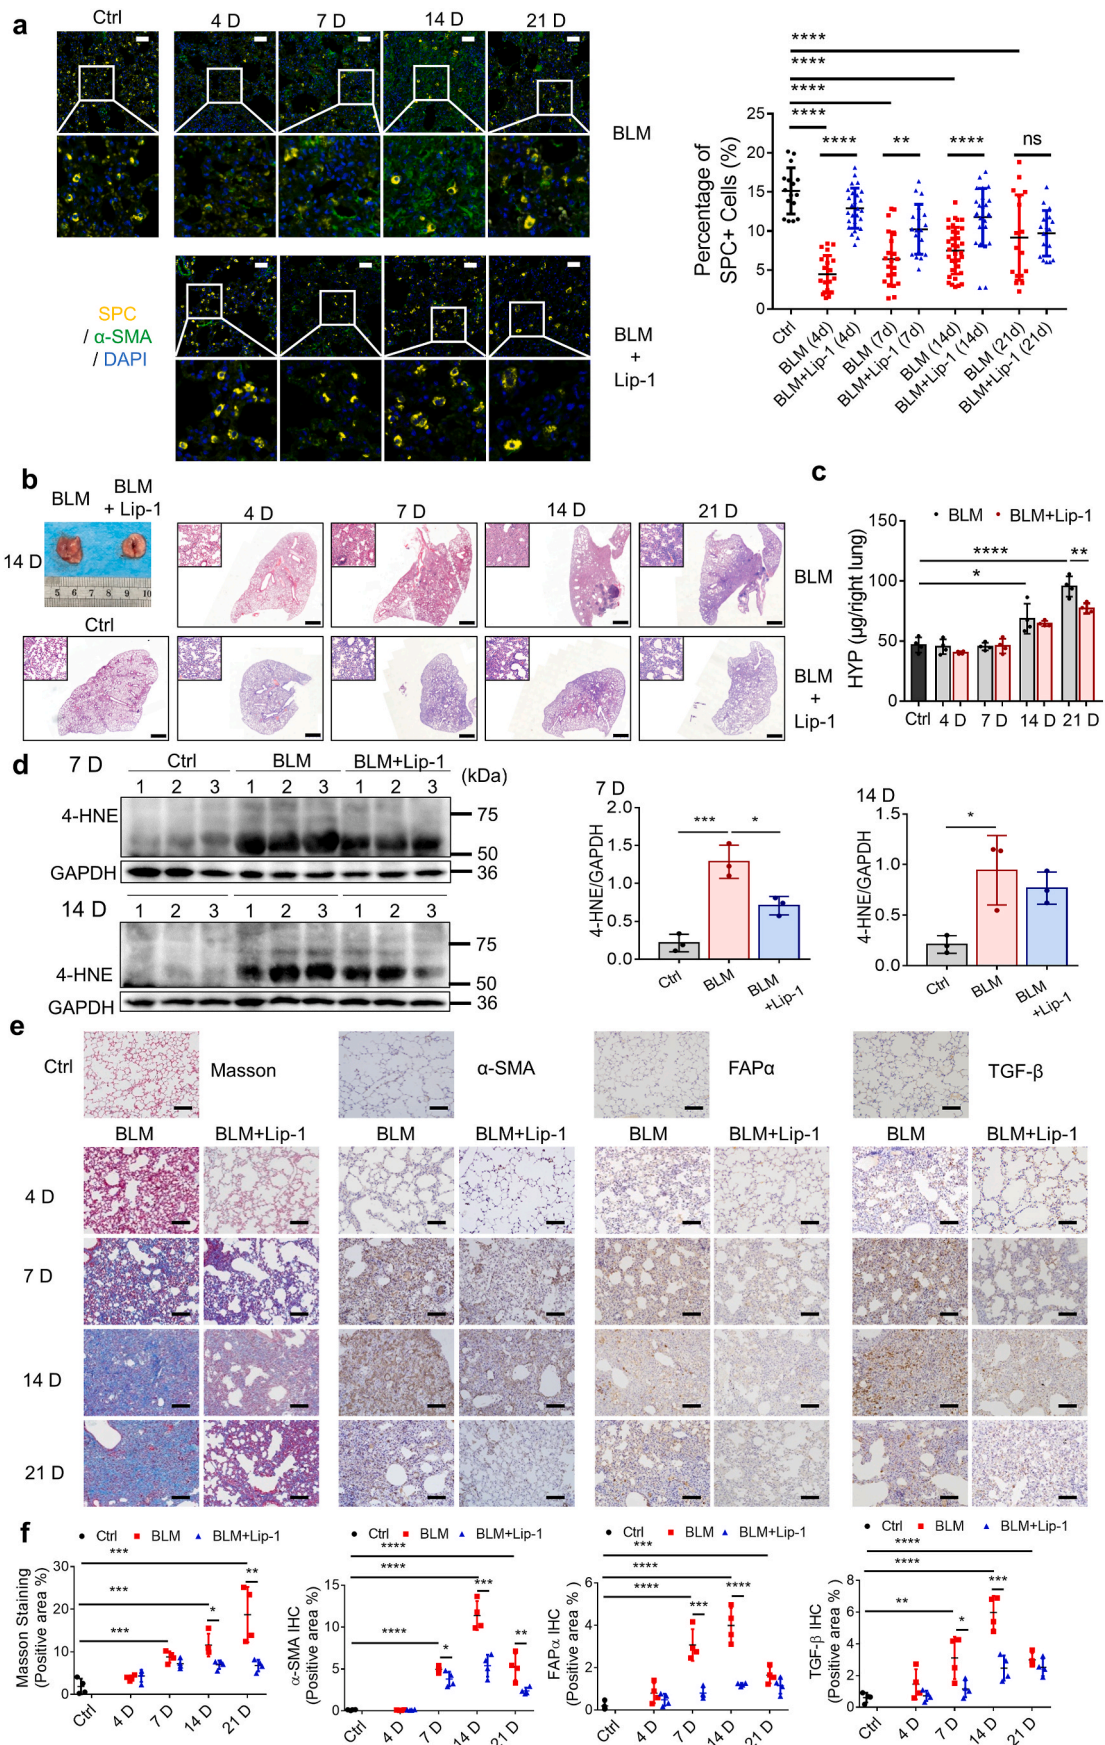 a
Ctrl 4 D 7 D 14 D 21 D
BLM
SPC
/ α-SMA
/ DAPI
BLM
+
Lip-1
****
****
****
****
**** ** **** ns
Percentage of
SPC+ Cells (%)
25
20
15
10
5
0
Ctrl
BLM (4d)
BLM+Lip-1 (4d)
BLM (7d)
BLM+Lip-1 (7d)
BLM (14d)
BLM+Lip-1 (14d)
BLM (21d)
BLM+Lip-1 (21d)
b
BLM BLM
+ Lip-1
14 D
5 6 7 8 9 10
Ctrl
4 D 7 D 14 D 21 D
BLM
BLM
+
Lip-1
c
BLM BLM+Lip-1
HYP (μg/right lung)
150
100
50
0
****
*
**
Ctrl 4 D 7 D 14 D 21 D
d
7 D Ctrl BLM BLM+Lip-1 (kDa)
1 2 3 1 2 3 1 2 3
4-HNE
75
50
GAPDH 36
14 D 1 2 3 1 2 3 1 2 3
75
4-HNE
50
GAPDH 36
7 D
4-HNE/GAPDH
2.0
1.5
1.0
0.5
0.0
*** *
Ctrl BLM BLM
+Lip-1
14 D
4-HNE/GAPDH
1.5
1.0
0.5
0.0
*
Ctrl BLM BLM
+Lip-1
e
Ctrl Masson α-SMA FAPα TGF-β
BLM BLM+Lip-1 BLM BLM+Lip-1 BLM BLM+Lip-1 BLM BLM+Lip-1
4 D
7 D
14 D
21 D
f
Ctrl BLM BLM+Lip-1
Masson Staining
(Positive area %)
30
20
10
0
***
***
***
*
**
Ctrl 4 D 7 D 14 D 21 D
Ctrl BLM BLM+Lip-1
α-SMA IHC
(Positive area %)
15
10
5
0
****
****
****
*
***
**
Ctrl 4 D 7 D 14 D 21 D
Ctrl BLM BLM+Lip-1
FAPα IHC
(Positive area %)
6
4
2
0
***
****
****
***
****
Ctrl 4 D 7 D 14 D 21 D
Ctrl BLM BLM+Lip-1
TGF-β IHC
(Positive area %)
8
6
4
2
0
****
****
**
*
***
Ctrl 4 D 7 D 14 D 21 D